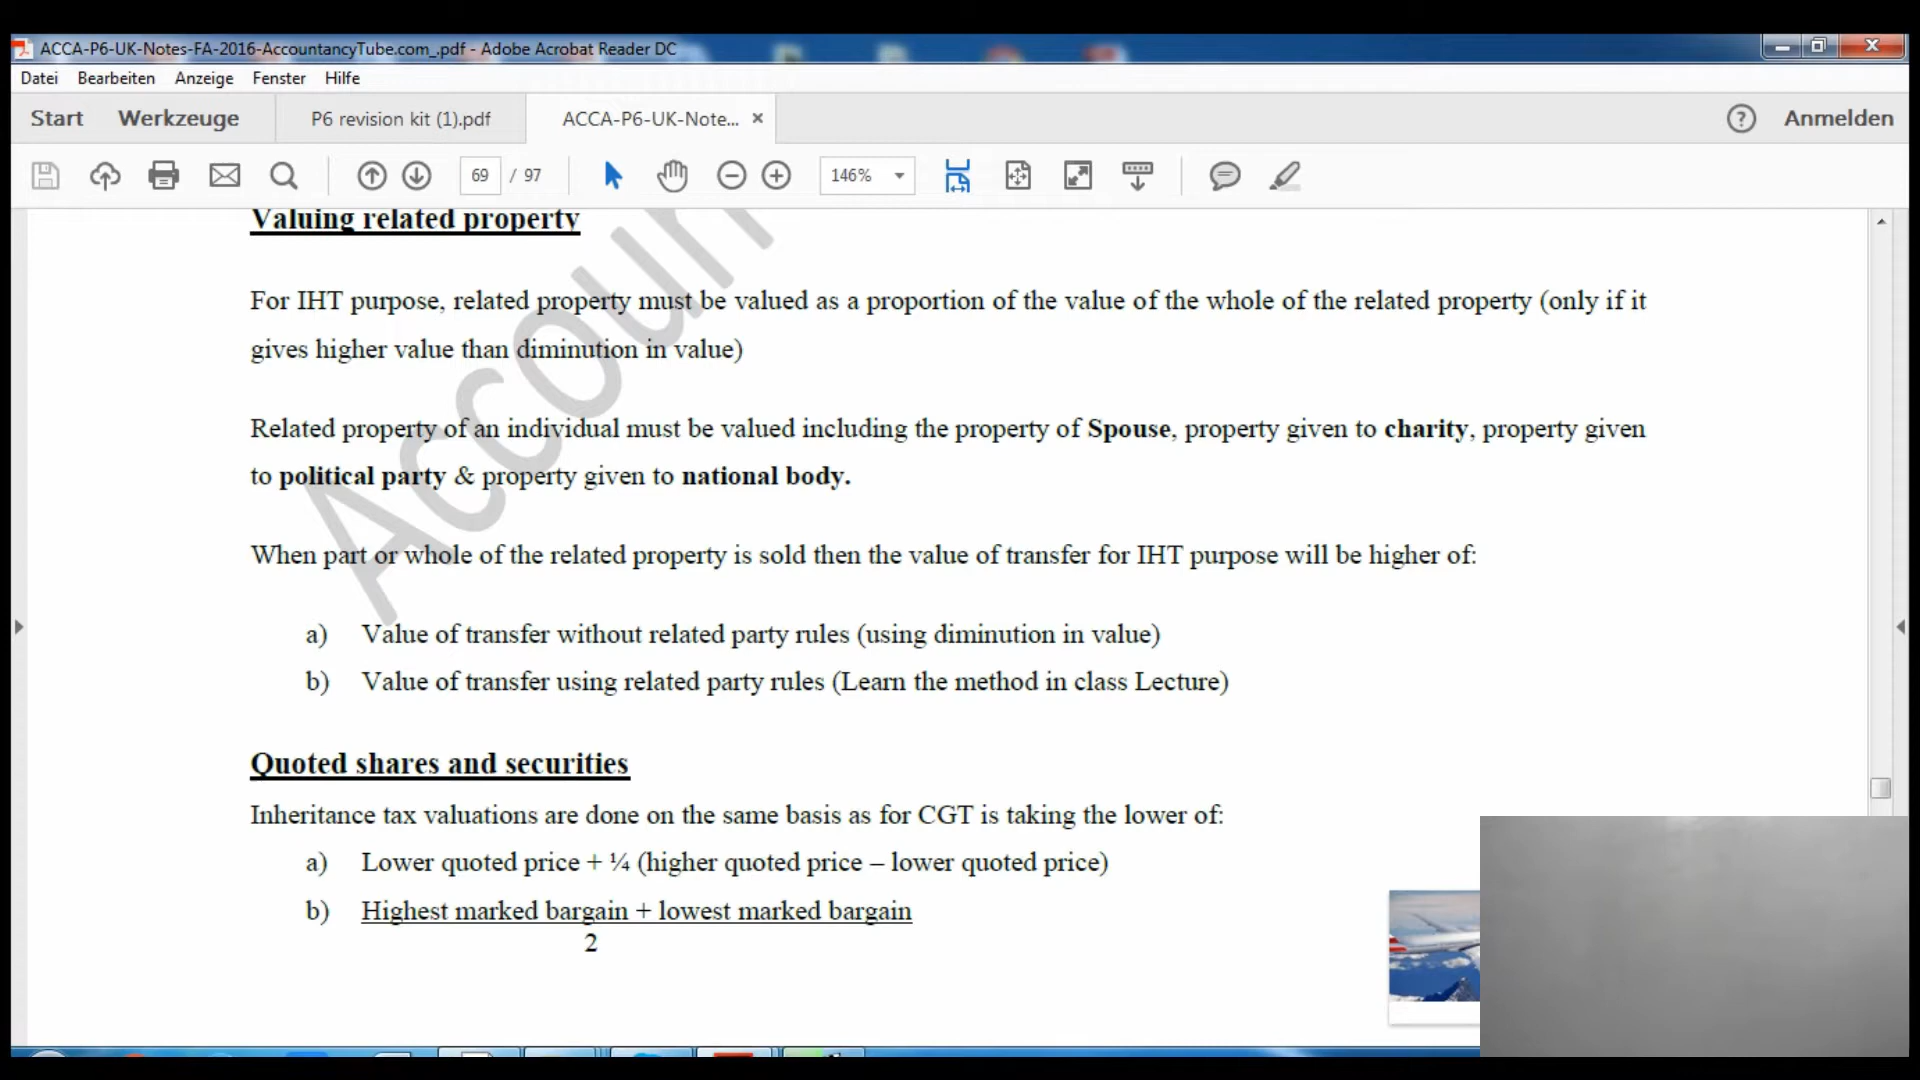 ACCA-P6-UK-Notes-FA-2016-AccountancyTube.com_.pdf - Adobe Acrobat Reader DC
Datei Bearbeiten Anzeige Fenster Hilfe
Start Werkzeuge P6 revision kit (1).pdf ACCA-P6-UK-Note... × ? Anmelden
69 / 97 146%
Valuing related property
For IHT purpose, related property must be valued as a proportion of the value of the whole of the related property (only if it
gives higher value than diminution in value)
Related property of an individual must be valued including the property of Spouse, property given to charity, property given
to political party & property given to national body.
When part or whole of the related property is sold then the value of transfer for IHT purpose will be higher of:
a) Value of transfer without related party rules (using diminution in value)
b) Value of transfer using related party rules (Learn the method in class Lecture)
Quoted shares and securities
Inheritance tax valuations are done on the same basis as for CGT is taking the lower of:
a) Lower quoted price + ¼ (higher quoted price – lower quoted price)
b) Highest marked bargain + lowest marked bargain
2
Accoun